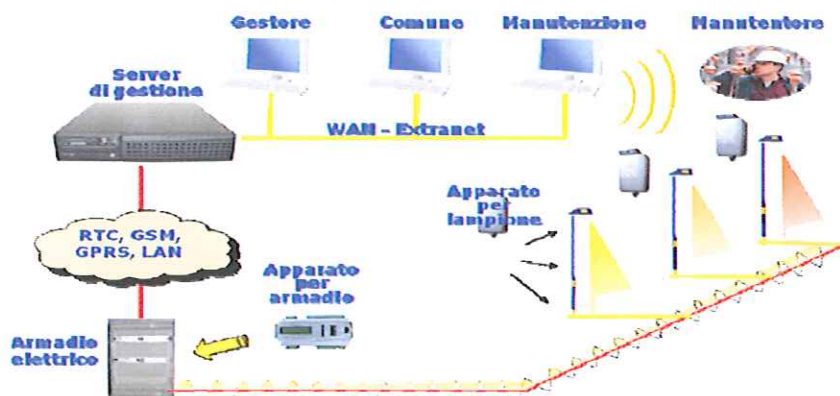 Gestore
Comune
Manutenzione
Manutentore
Server
di gestione
WAN - Extranet
Apparato
per
lampione
RTC, GSM,
GPRS, LAN
Apparato
per
armadio
Armadio
elettrico